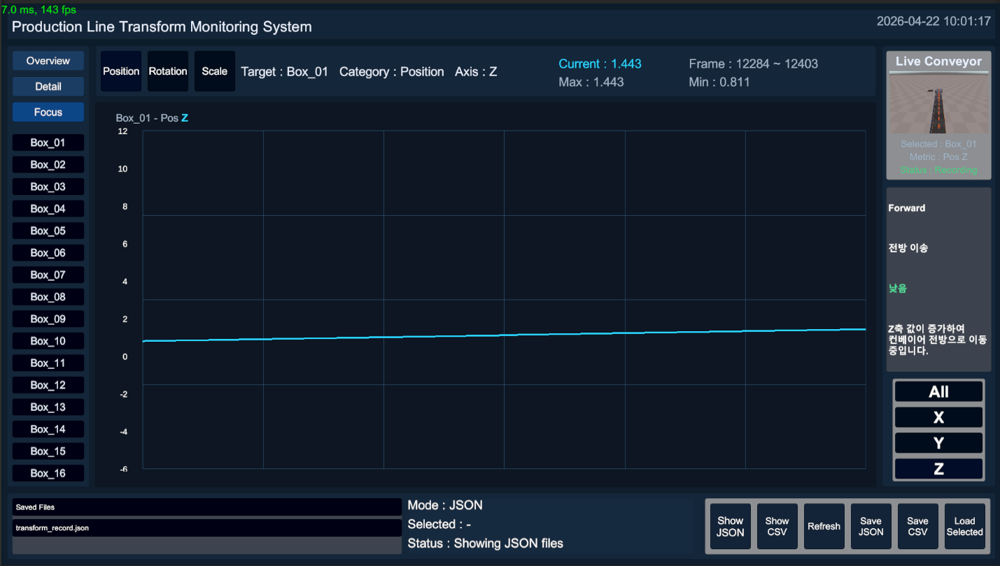 7.0 ms, 143 fps
Production Line Transform Monitoring System
2026-04-22 10:01:17
Overview
Detail
Focus
Box_01
Box_02
Box_03
Box_04
Box_05
Box_06
Box_07
Box_08
Box_09
Box_10
Box_11
Box_12
Box_13
Box_14
Box_15
Box_16
Position
Rotation
Scale
Target : Box_01 Category : Position Axis : Z
Current : 1.443
Max : 1.443
Frame : 12284 ~ 12403
Min : 0.811
Box_01 - Pos Z
12
10
8
6
4
2
0
-2
-4
-6
Live Conveyor
Selected : Box_01
Metric : Pos Z
Status : Recording
Forward
전방 이송
낮음
Z축 값이 증가하여
컨베이어 전방으로 이동
중입니다.
All
X
Y
Z
Saved Files
transform_record.json
Mode : JSON
Selected : -
Status : Showing JSON files
Show
JSON
Show
CSV
Refresh
Save
JSON
Save
CSV
Load
Selected